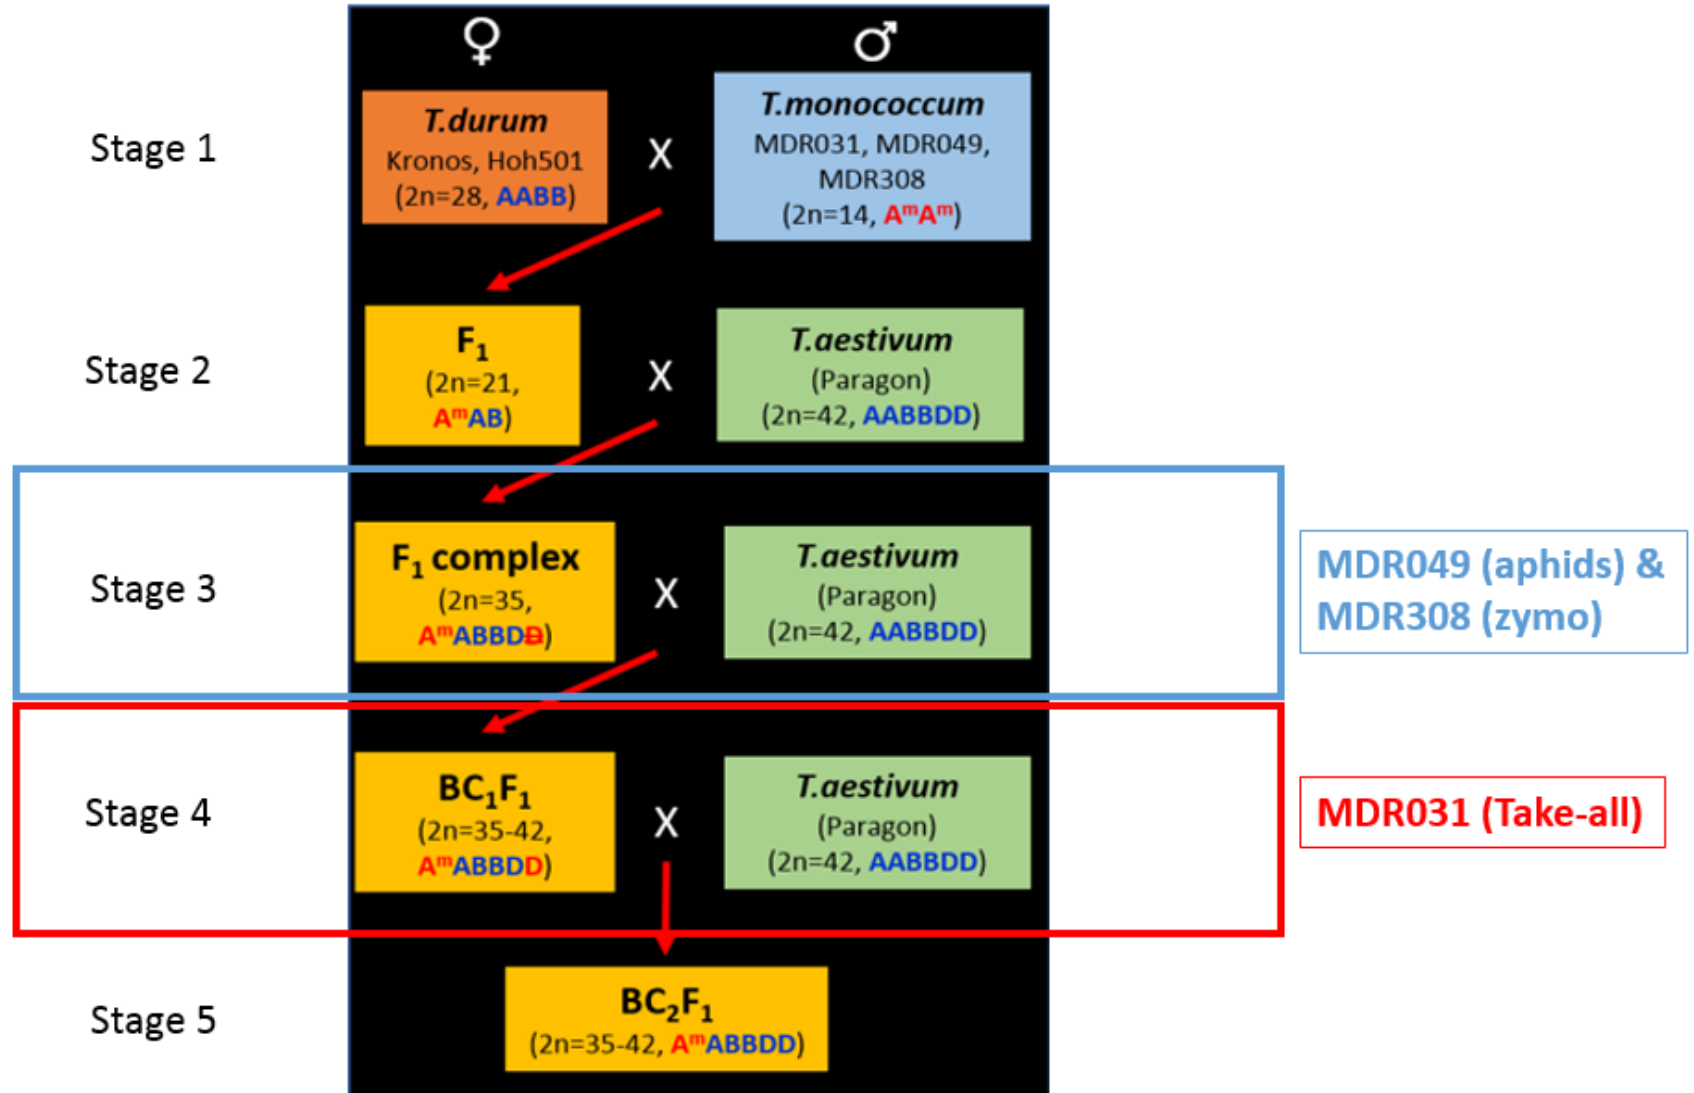 ♀ ♂
Stage 1
T.durum
Kronos, Hoh501
(2n=28, AABB)
X
T.monococcum
MDR031, MDR049,
MDR308
(2n=14, AᵐAᵐ)
Stage 2
F₁
(2n=21,
AᵐAB)
X
T.aestivum
(Paragon)
(2n=42, AABBDD)
Stage 3
F₁ complex
(2n=35,
AᵐABBDD)
X
T.aestivum
(Paragon)
(2n=42, AABBDD)
MDR049 (aphids) &
MDR308 (zymo)
Stage 4
BC₁F₁
(2n=35-42,
AᵐABBDD)
X
T.aestivum
(Paragon)
(2n=42, AABBDD)
MDR031 (Take-all)
Stage 5
BC₂F₁
(2n=35-42, AᵐABBDD)